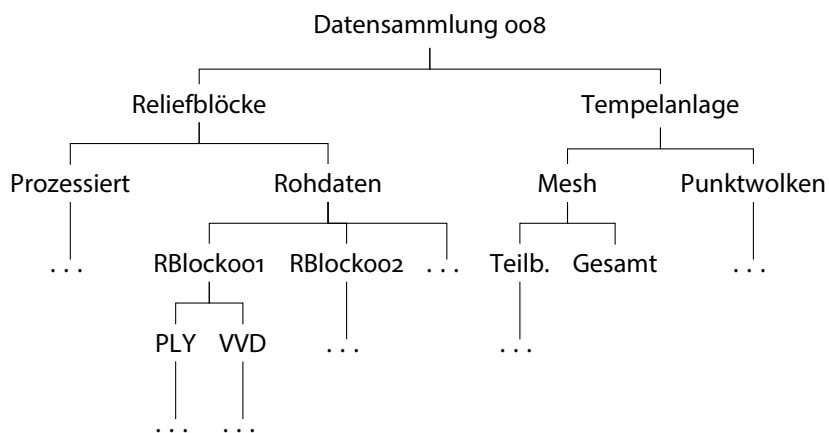 Datensammlung 008
Reliefblöcke Tempelanlage
Prozessiert Rohdaten Mesh Punktwolken
. . . RBlock001 RBlock002 . . . Teilb. Gesamt . . .
PLY VVD . . . . . .
. . . . . .